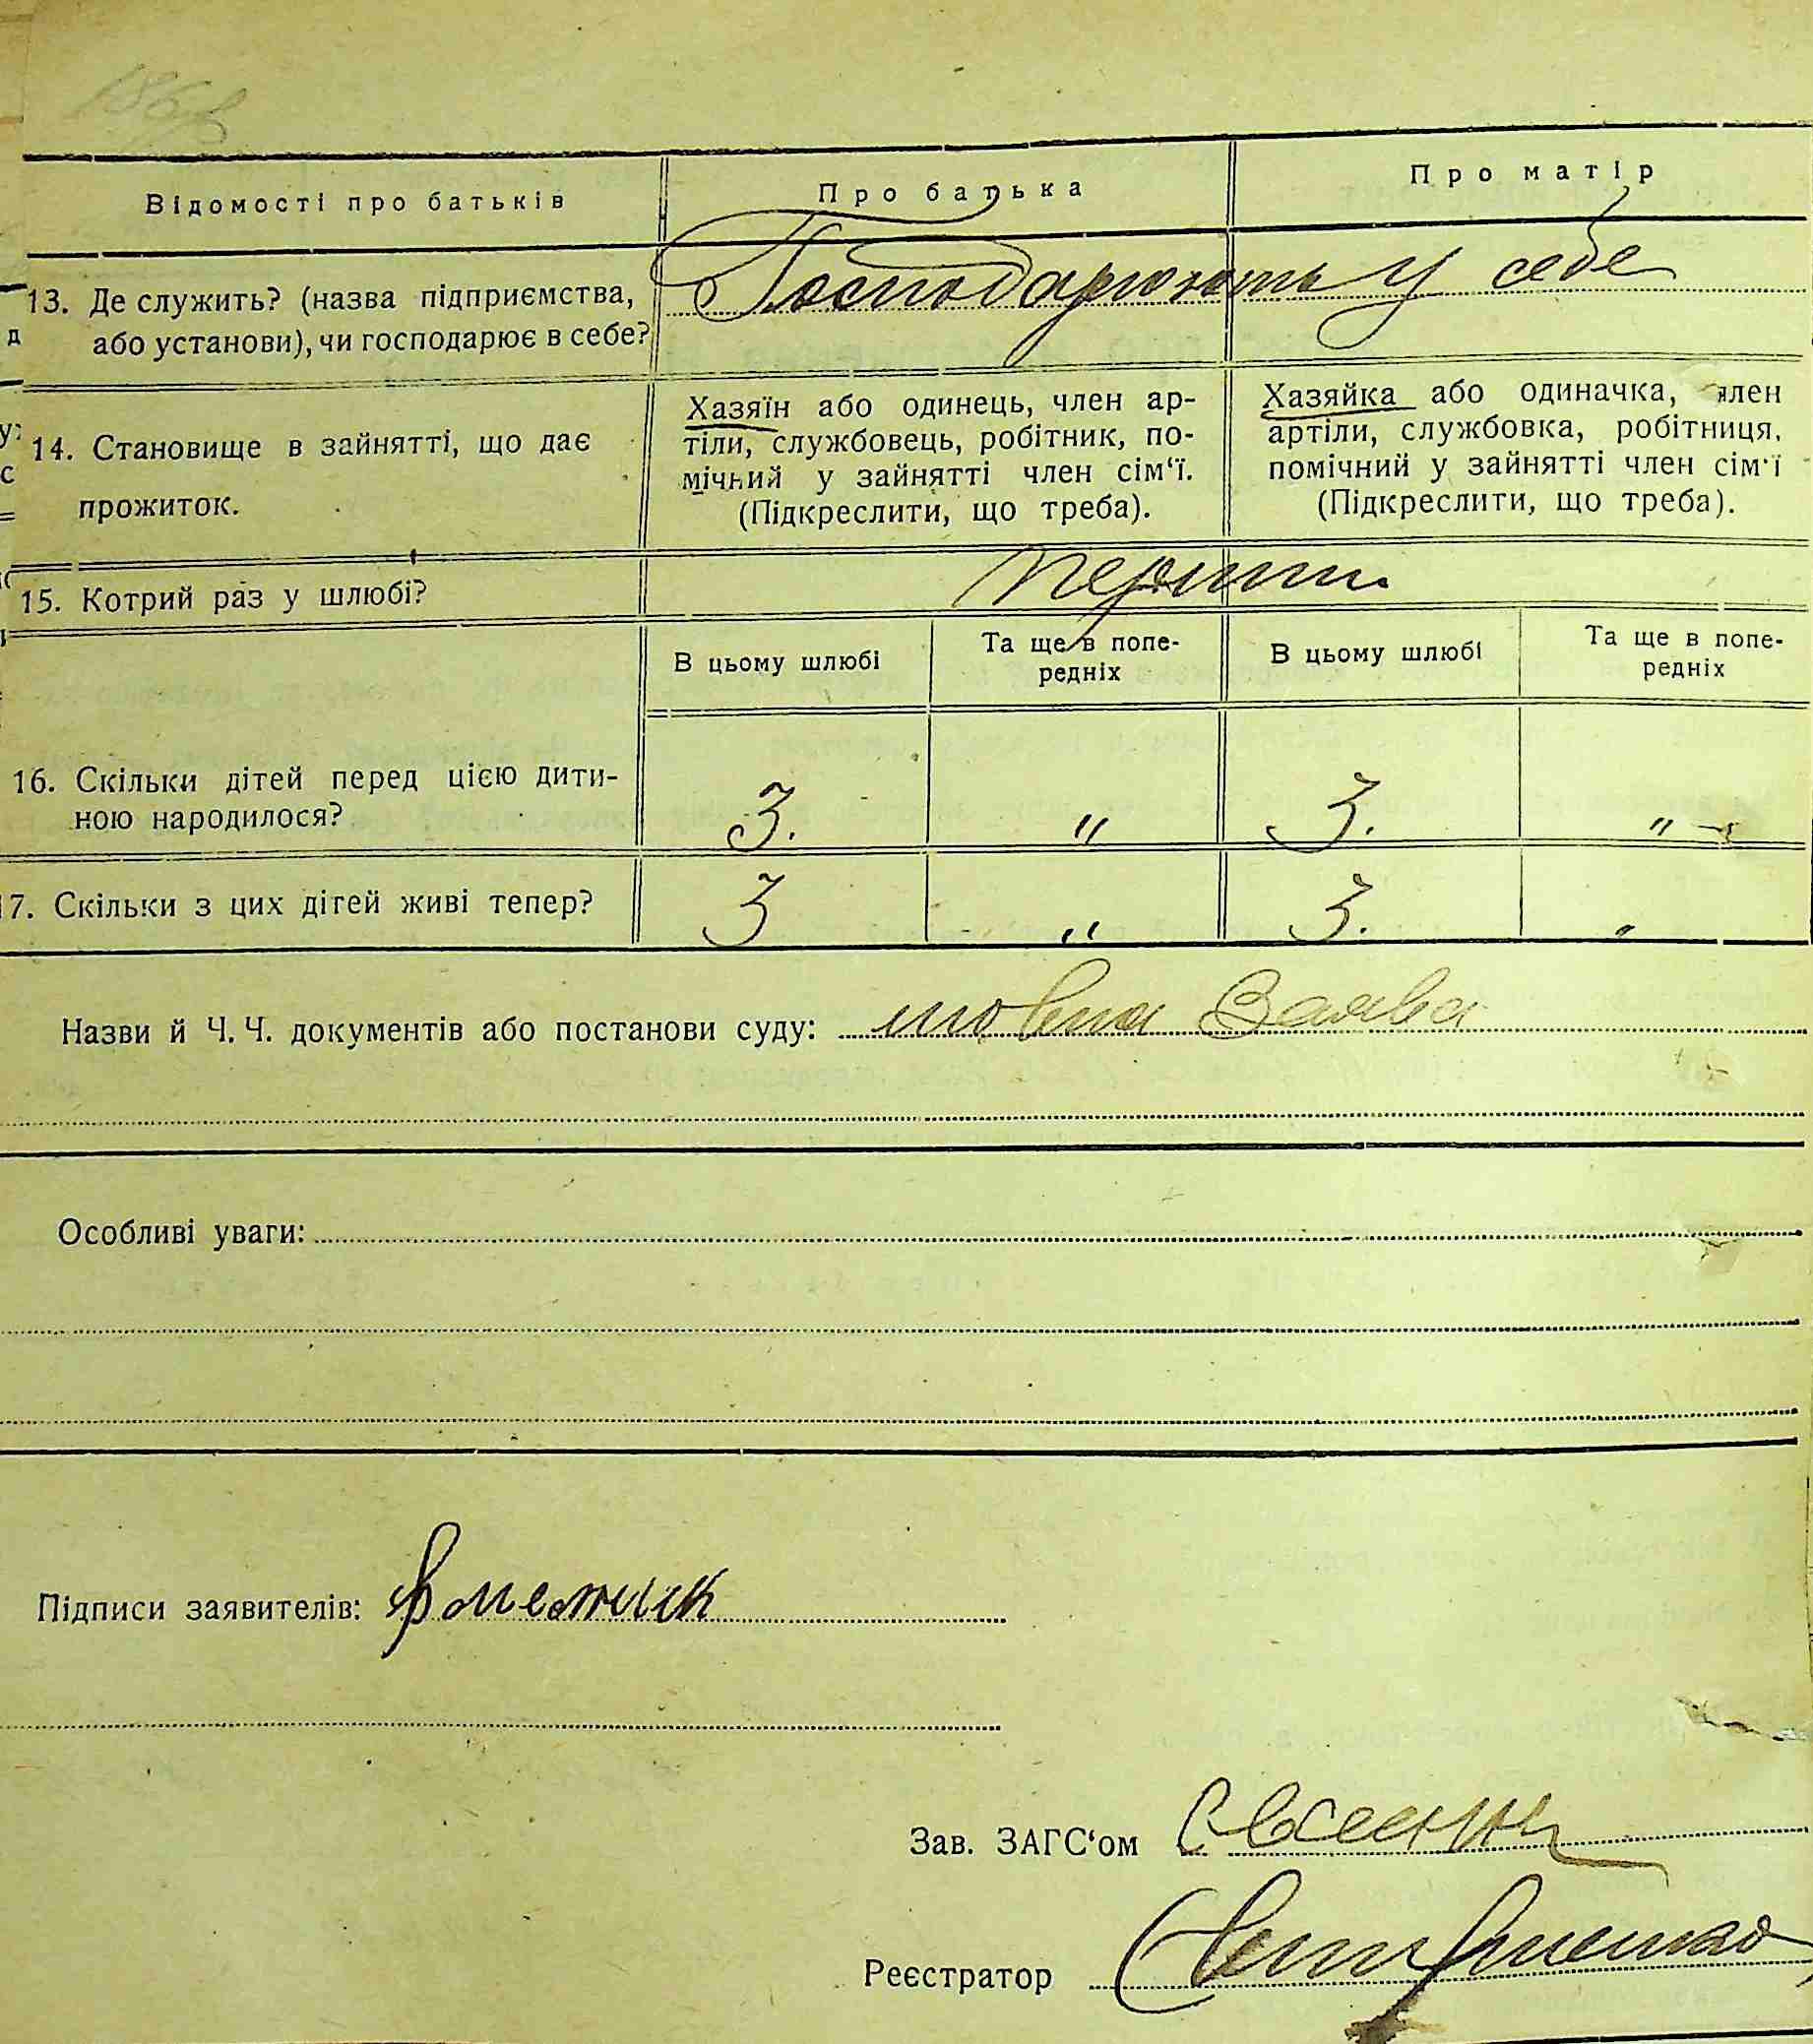 Відомості про батьків
Про батька
Про матір
13. Де служить? (назва підприємства, або установи), чи господарює в себе?
Господарюють у себе
14. Становище в зайнятті, що дає прожиток.
Хазяїн або одинець, член ар-
тіли, службовець, робітник, по-
мічний у зайнятті член сім‘ї.
(Підкреслити, що треба).
Хазяйка або одиначка, член
артіли, службовка, робітниця,
помічний у зайнятті член сім‘ї
(Підкреслити, що треба).
15. Котрий раз у шлюбі?
В цьому шлюбі
Та ще в попе-
редніх
В цьому шлюбі
Та ще в попе-
редніх
16. Скільки дітей перед цією дити-
ною народилося?
3. " 3. "
17. Скільки з цих дітей живі тепер?
3 " 3. "
Назви й Ч. Ч. документів або постанови суду: мовна Заява
Особливі уваги:
Підписи заявителів:
Зав. ЗАГС‘ом
Реєстратор